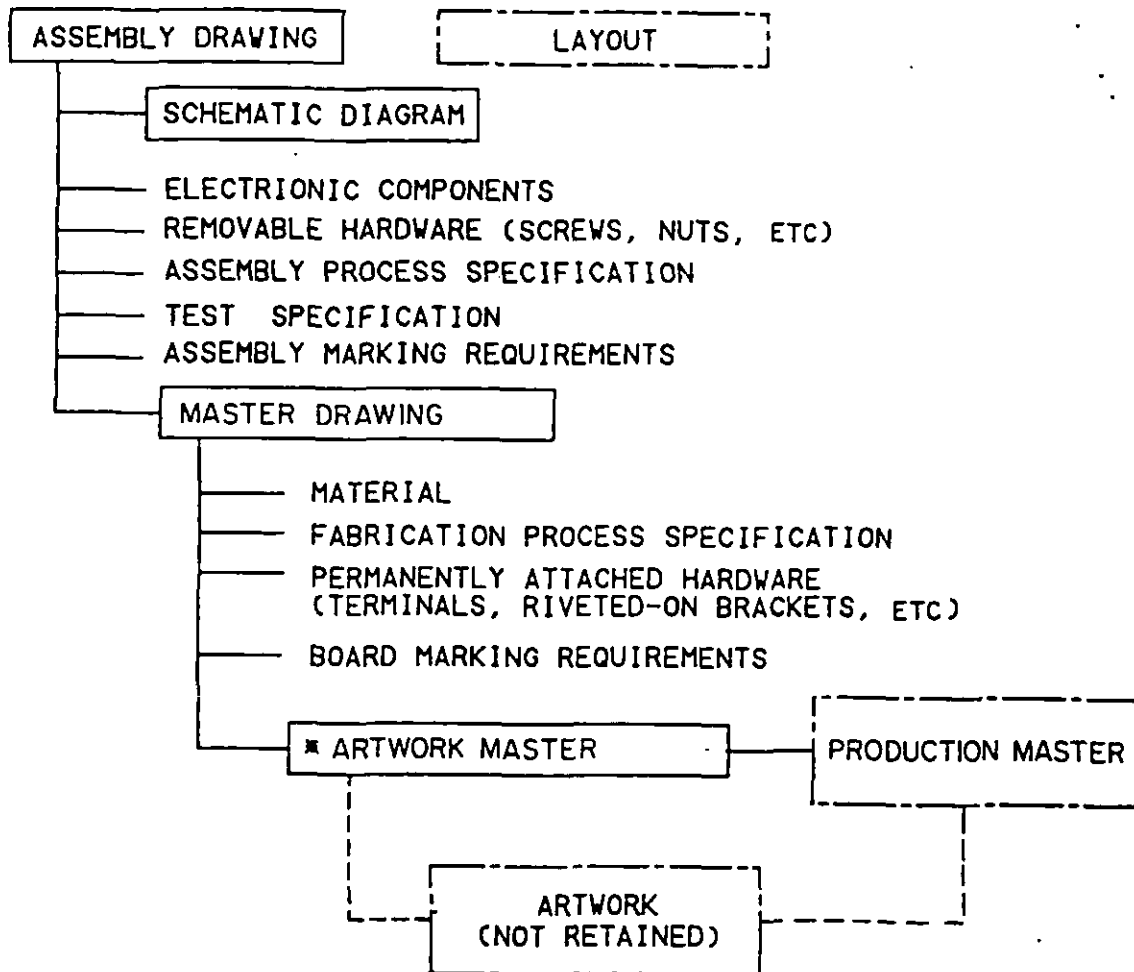 ASSEMBLY DRAWING
LAYOUT
SCHEMATIC DIAGRAM
ELECTRIONIC COMPONENTS
REMOVABLE HARDWARE (SCREWS, NUTS, ETC)
ASSEMBLY PROCESS SPECIFICATION
TEST SPECIFICATION
ASSEMBLY MARKING REQUIREMENTS
MASTER DRAWING
MATERIAL
FABRICATION PROCESS SPECIFICATION
PERMANENTLY ATTACHED HARDWARE
(TERMINALS, RIVETED-ON BRACKETS, ETC)
BOARD MARKING REQUIREMENTS
* ARTWORK MASTER
PRODUCTION MASTER
ARTWORK
(NOT RETAINED)